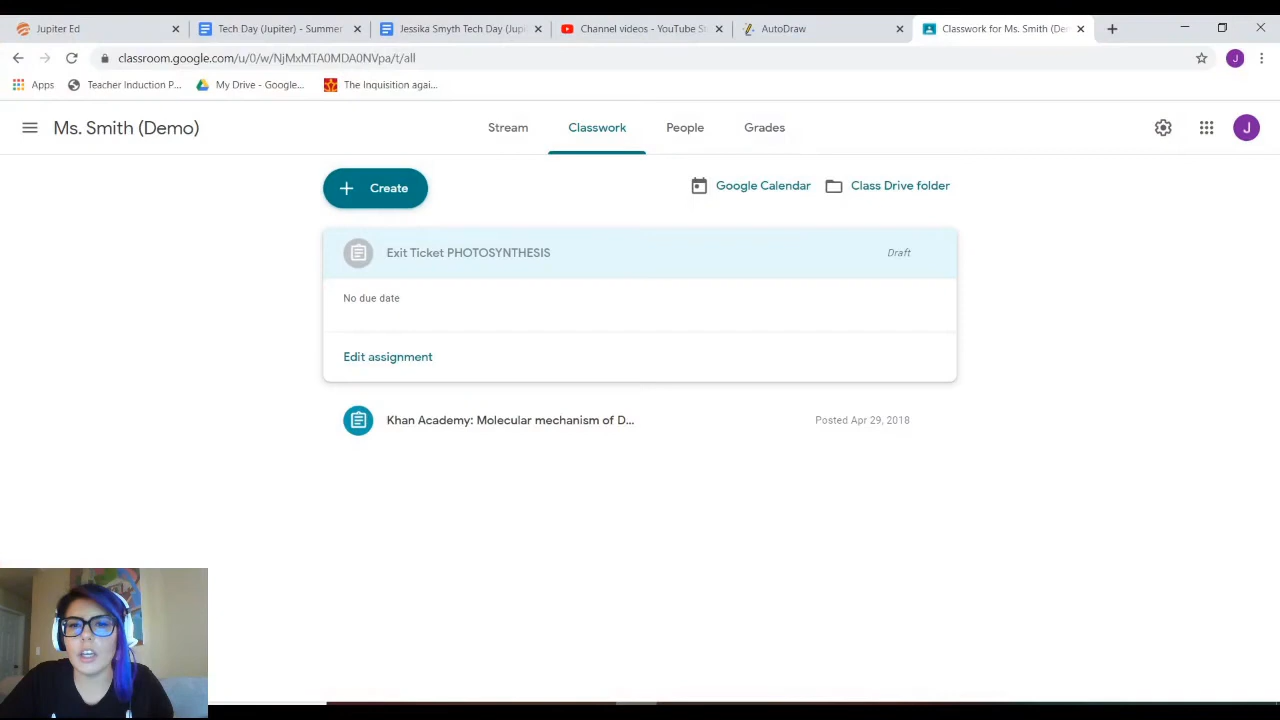 Jupiter Ed
Tech Day (Jupiter) - Summer
Jessika Smyth Tech Day (Jup
Channel videos - YouTube St
AutoDraw
Classwork for Ms. Smith (De
classroom.google.com/u/0/w/NjMxMTA0MDA0NVpa/t/all
J
Apps
Teacher Induction P...
My Drive - Google...
The Inquisition agai...
Ms. Smith (Demo)
Stream
Classwork
People
Grades
J
Create
Google Calendar
Class Drive folder
Exit Ticket PHOTOSYNTHESIS
Draft
No due date
Edit assignment
Khan Academy: Molecular mechanism of D...
Posted Apr 29, 2018